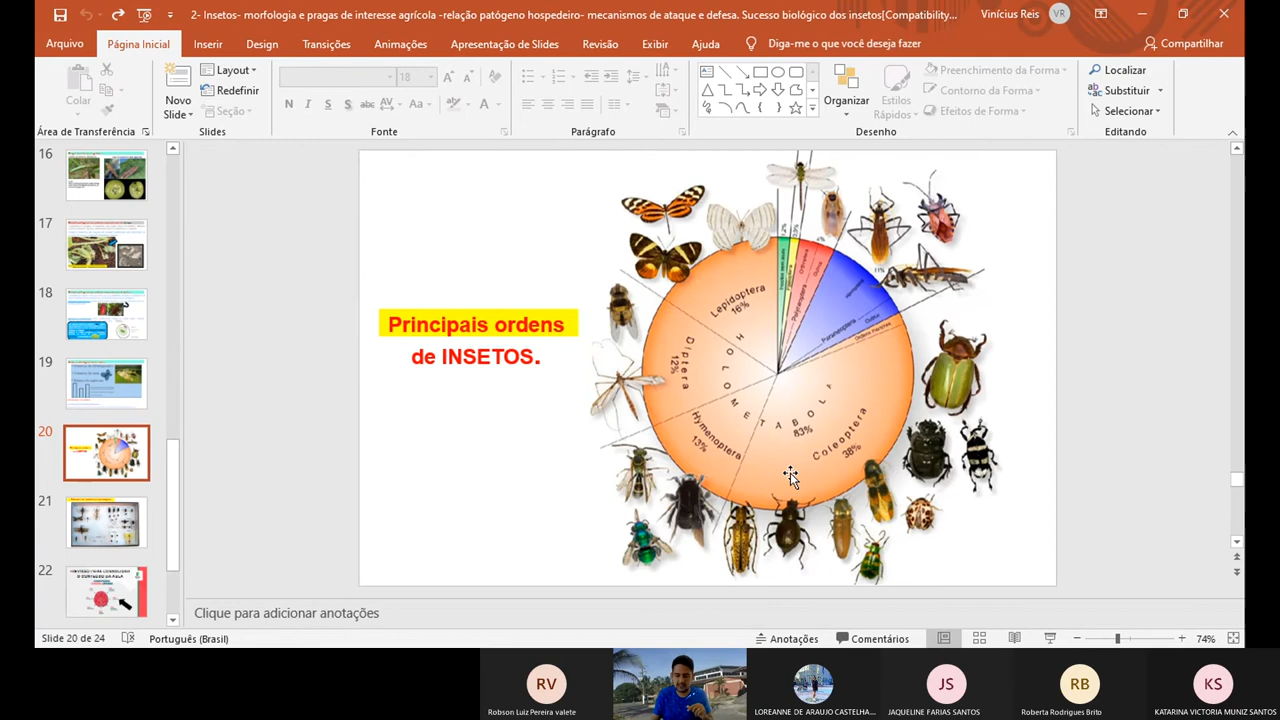 2- Insetos- morfologia e pragas de interesse agrícola -relação patógeno hospedeiro- mecanismos de ataque e defesa. Sucesso biológico dos insetos[Compatibility...
Vinícius Reis
VR
Arquivo
Página Inicial
Inserir
Design
Transições
Animações
Apresentação de Slides
Revisão
Exibir
Ajuda
Diga-me o que você deseja fazer
Compartilhar
Colar
Novo
Slide
Layout
Redefinir
Seção
18
Organizar
Estilos
Rápidos
Preenchimento da Forma
Contorno da Forma
Efeitos de Forma
Localizar
Substituir
Selecionar
Área de Transferência
Slides
Fonte
Parágrafo
Desenho
Editando
16
17
18
19
20
21
22
Principais ordens
de INSETOS.
Lepidoptera
16%
Diptera
12%
Hymenoptera
13%
HOLOMETABOLA
83%
Coleoptera
38%
Paraneoptera
11%
Clique para adicionar anotações
Slide 20 de 24
Português (Brasil)
Anotações
Comentários
74%
RV
Robson Luiz Pereira valete
LOREANNE DE ARAUJO CASTELHA...
JS
JAQUELINE FARIAS SANTOS
RB
Roberta Rodrigues Brito
KS
KATARINA VICTORIA MUNIZ SANTOS